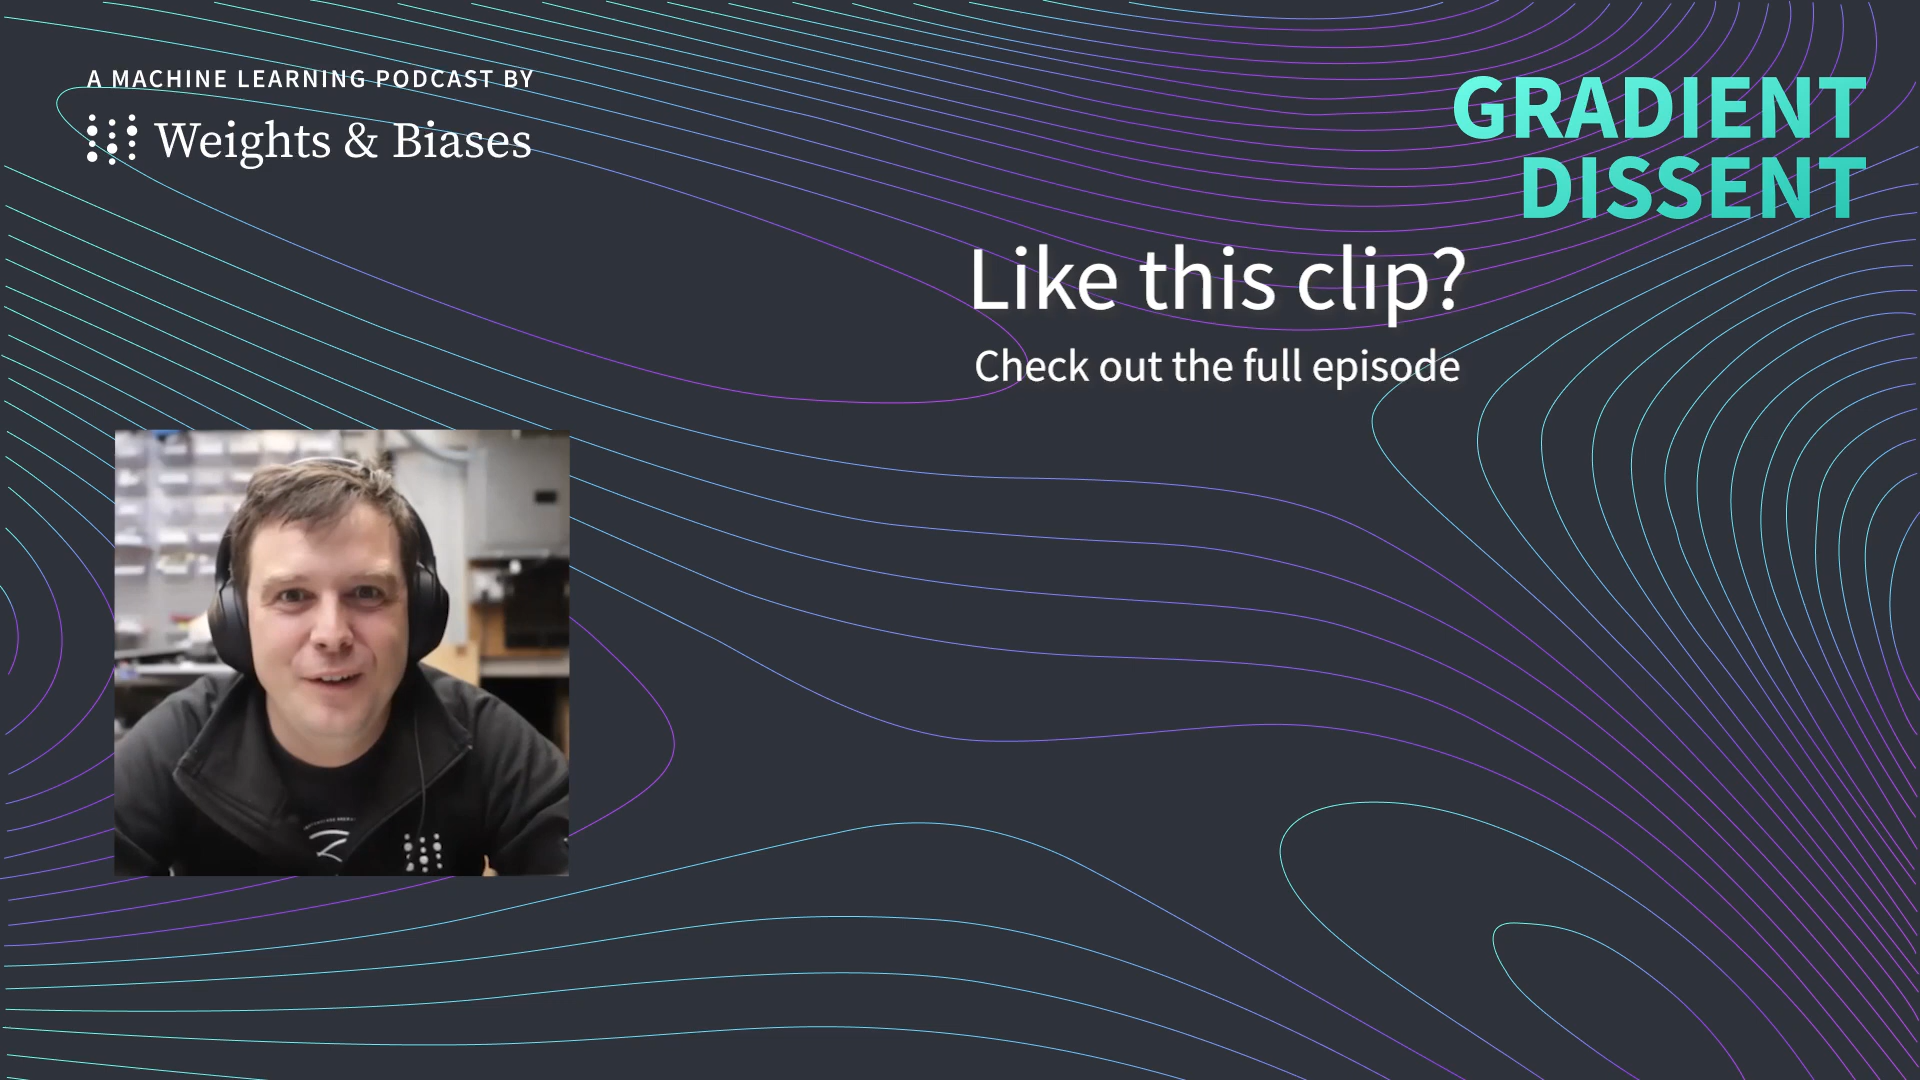 A MACHINE LEARNING PODCAST BY
Weights & Biases
GRADIENT
DISSENT
Like this clip?
Check out the full episode